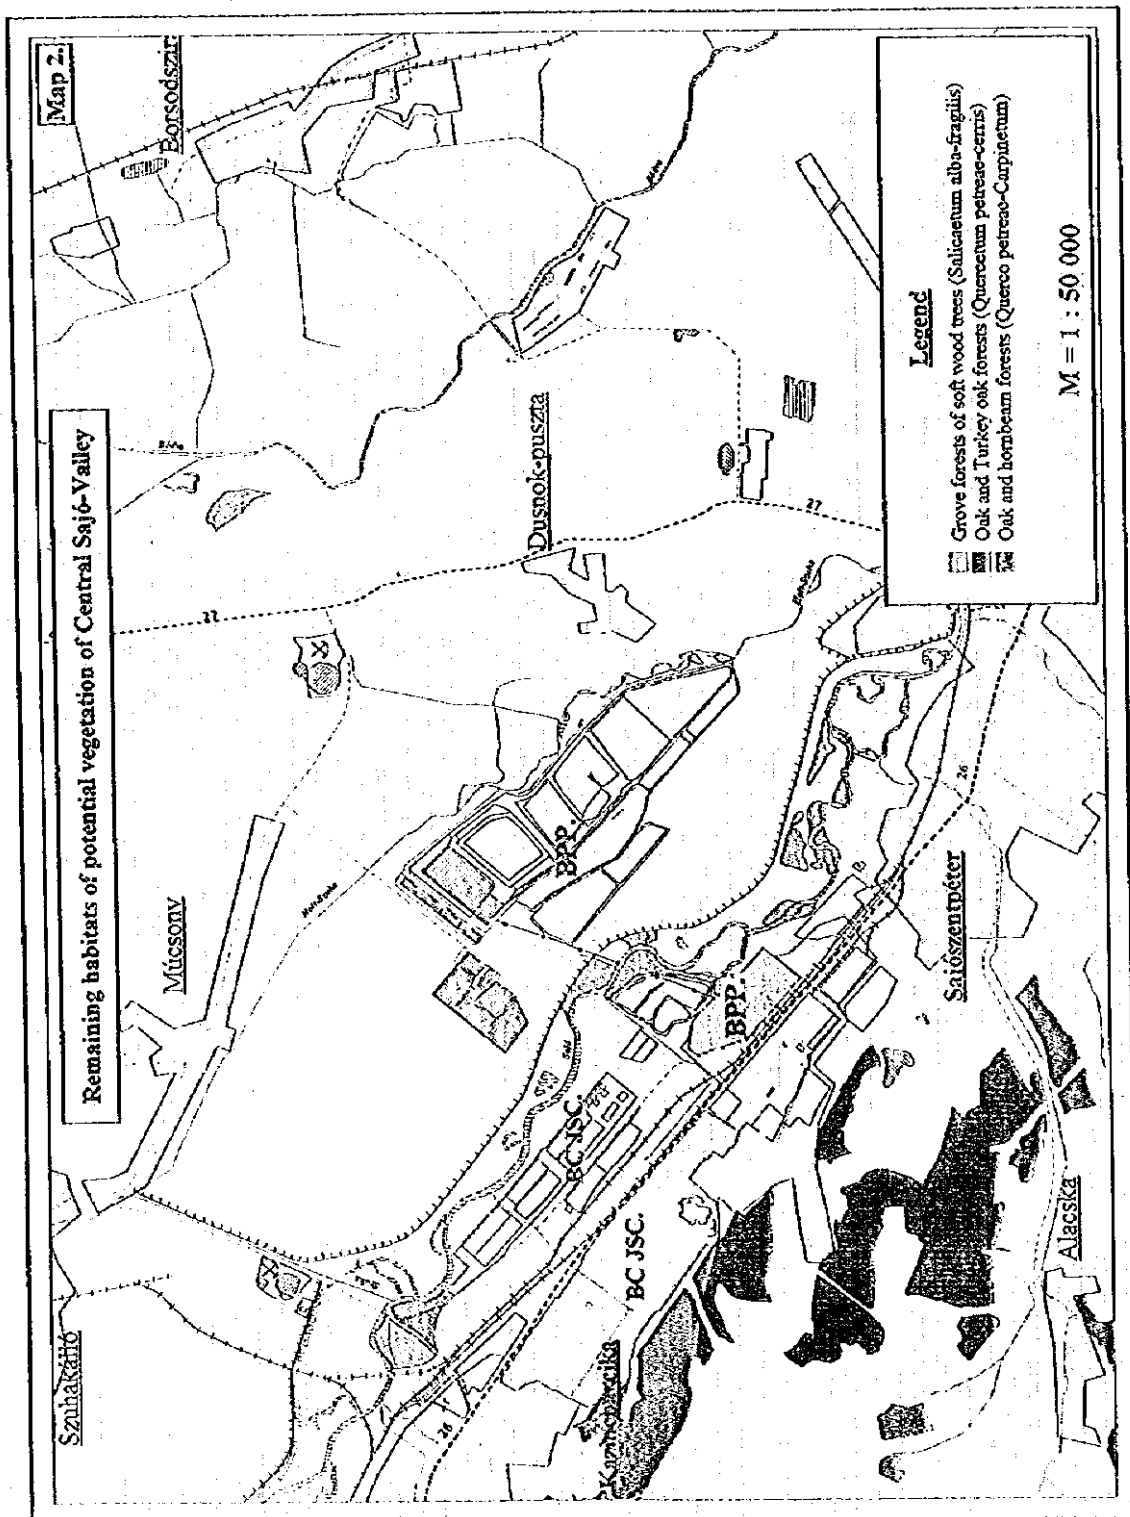 Map 2.
Remaining habitats of potential vegetation of Central Sajó-Valley
Borsodszir
Szuhakálló
Múcsony
27
Dusnok-puszta
27
BPP.
BPP.
BC JSC.
BC JSC.
26
26
Sajószentpéter
Alacska
Legend
Grove forests of soft wood trees (Salicaetum alba-fragilis)
Oak and Turkey oak forests (Quercetum petreae-cerris)
Oak and hornbeam forests (Querco petreae-Carpinetum)
M = 1 : 50 000